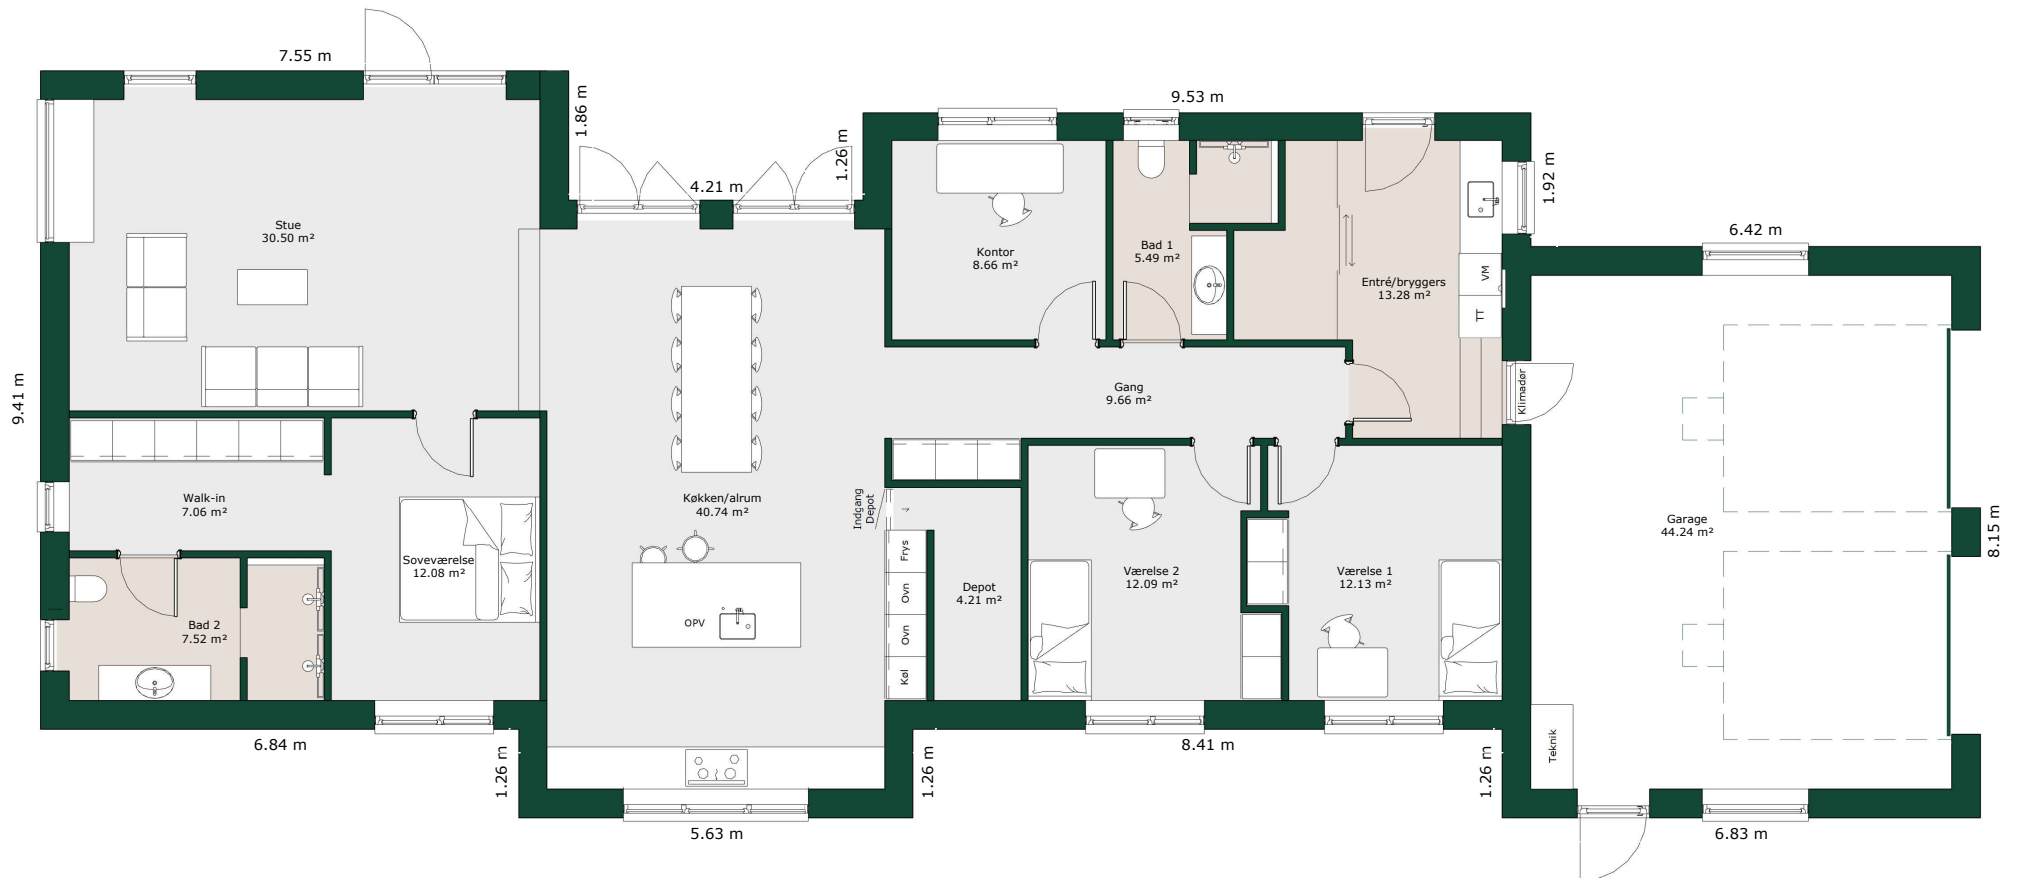 7.55 m
1.86 m
1.26 m
4.21 m
9.53 m
1.92 m
6.42 m
Stue
30.50 m²
Kontor
8.66 m²
Bad 1
5.49 m²
Entré/bryggers
13.28 m²
VM
TT
Gang
9.66 m²
Klimadør
9.41 m
Walk-in
7.06 m²
Soveværelse
12.08 m²
Bad 2
7.52 m²
Køkken/alrum
40.74 m²
OPV
Indgang
Depot
Frys
Ovn
Ovn
Køl
Depot
4.21 m²
Værelse 2
12.09 m²
Værelse 1
12.13 m²
Garage
44.24 m²
8.15 m
Teknik
6.84 m
1.26 m
5.63 m
1.26 m
8.41 m
1.26 m
6.83 m